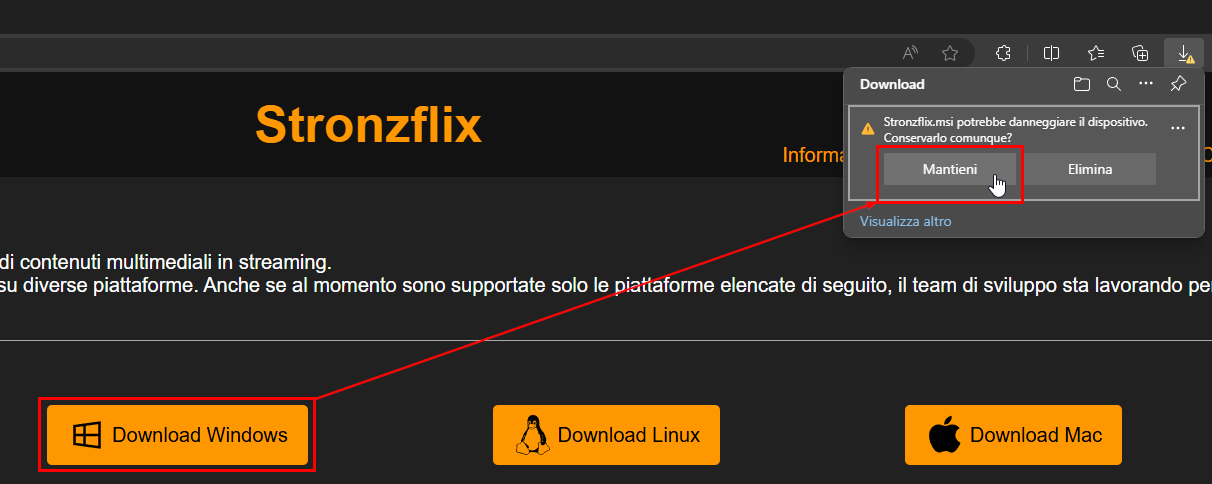 Download
Stronzflix
Stronzflix.msi potrebbe danneggiare il dispositivo.
Conservarlo comunque?
Mantieni Elimina
Visualizza altro
di contenuti multimediali in streaming.
su diverse piattaforme. Anche se al momento sono supportate solo le piattaforme elencate di seguito, il team di sviluppo sta lavorando
Download Windows
Download Linux
Download Mac